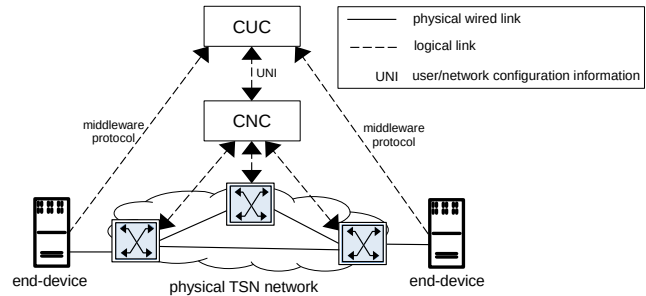 CUC
UNI
CNC
middleware
protocol
middleware
protocol
end-device
physical TSN network
end-device
physical wired link
logical link
UNI user/network configuration information